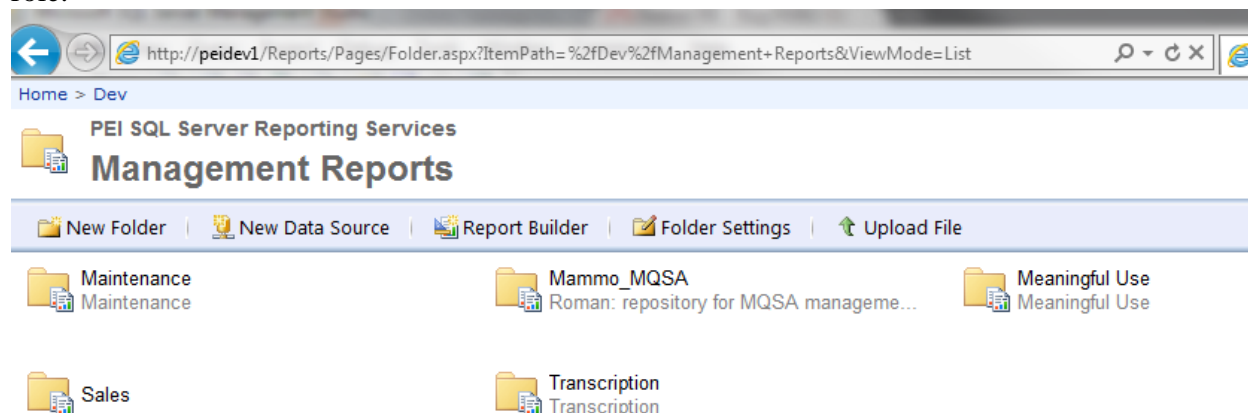 http://peidev1/Reports/Pages/Folder.aspx?ItemPath=%2fDev%2fManagement+Reports&ViewMode=List
Home > Dev
PEI SQL Server Reporting Services
Management Reports
New Folder New Data Source Report Builder Folder Settings Upload File
Maintenance Mammo_MQSA Meaningful Use
Maintenance Roman: repository for MQSA manageme... Meaningful Use
Sales Transcription
Transcription